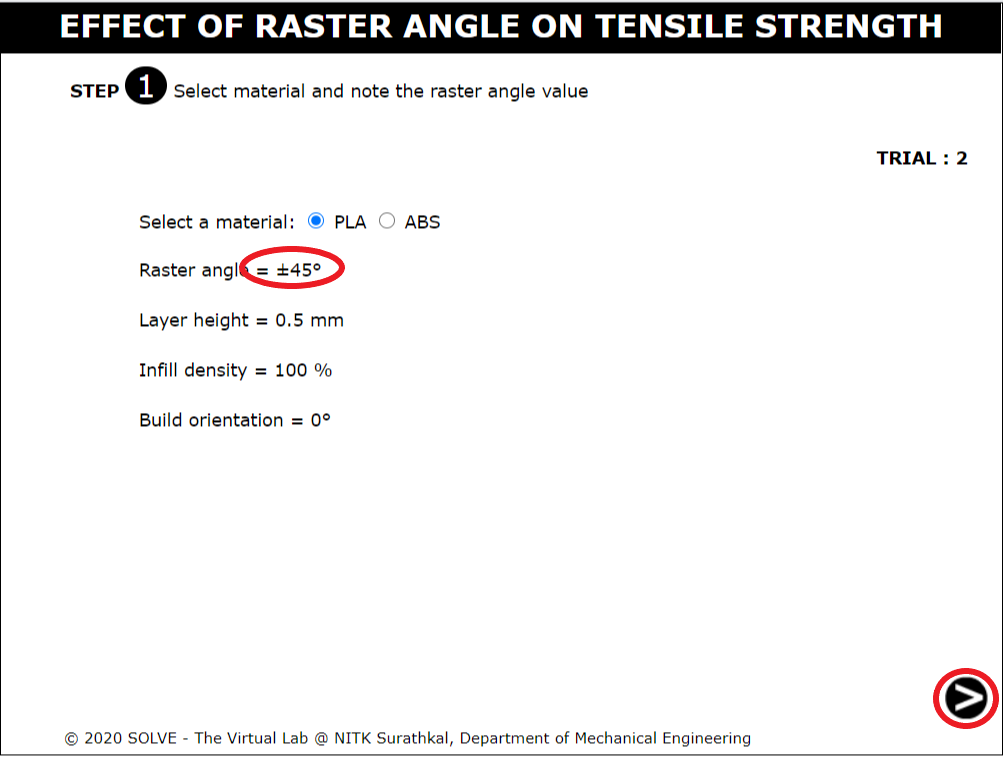 EFFECT OF RASTER ANGLE ON TENSILE STRENGTH
STEP 1 Select material and note the raster angle value
TRIAL : 2
Select a material: PLA ABS
Raster angle = ±45°
Layer height = 0.5 mm
Infill density = 100 %
Build orientation = 0°
>
© 2020 SOLVE - The Virtual Lab @ NITK Surathkal, Department of Mechanical Engineering